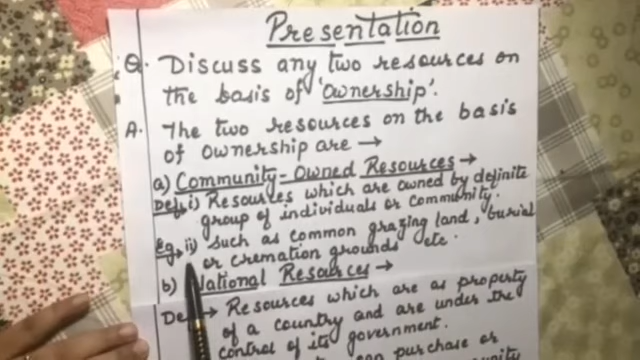 Presentation
Q. Discuss any two resources on
the basis of 'ownership'.
A. The two resources on the basis
of ownership are →
a) Community-Owned Resources →
Def. i) Resources which are owned by definite
group of individuals or community.
Eg → ii) Such as common grazing land, burial
or cremation grounds etc.
b) National Resources →
→ Resources which are as property
of a country and are under the
control of its government.
can purchase or